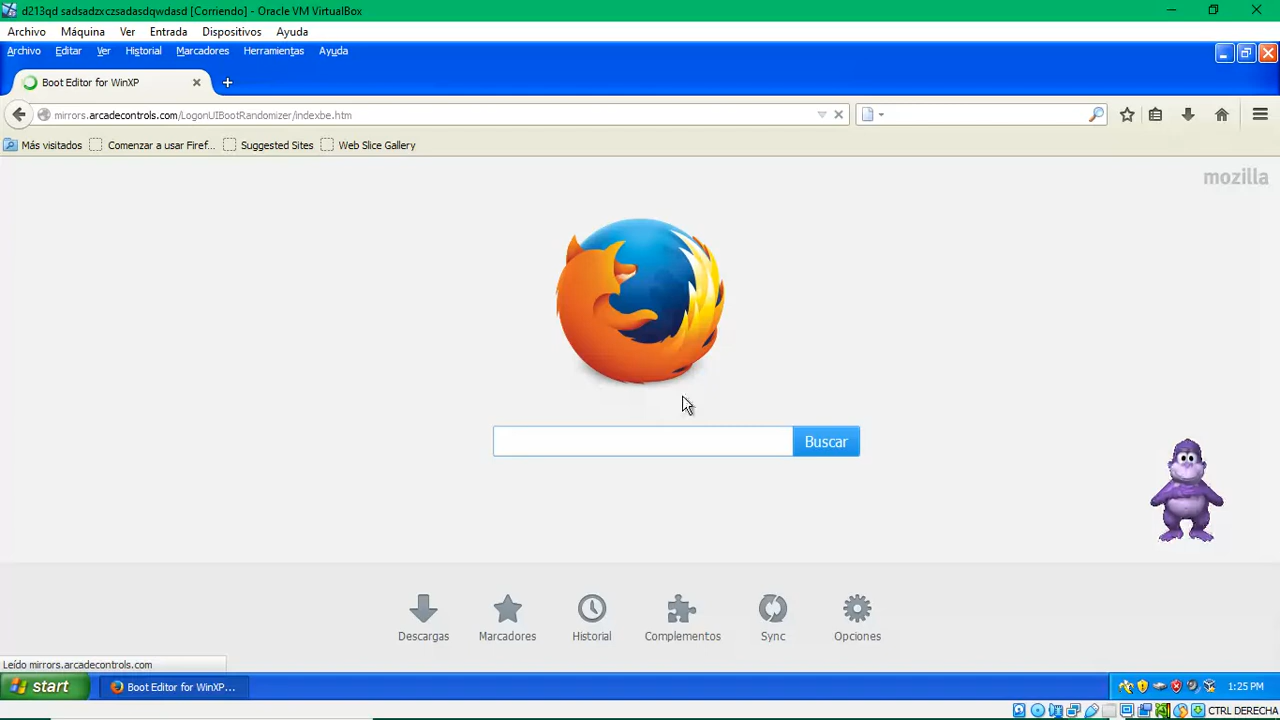 d213qd sadsadzxczsadasdqwdasd [Corriendo] - Oracle VM VirtualBox
Archivo Máquina Ver Entrada Dispositivos Ayuda
Archivo Editar Ver Historial Marcadores Herramientas Ayuda
Boot Editor for WinXP
mirrors.arcadecontrols.com/LogonUIBootRandomizer/indexbe.htm
Más visitados Comenzar a usar Firef... Suggested Sites Web Slice Gallery
mozilla
Buscar
Descargas Marcadores Historial Complementos Sync Opciones
Leído mirrors.arcadecontrols.com
start Boot Editor for WinXP... 1:25 PM
CTRL DERECHA